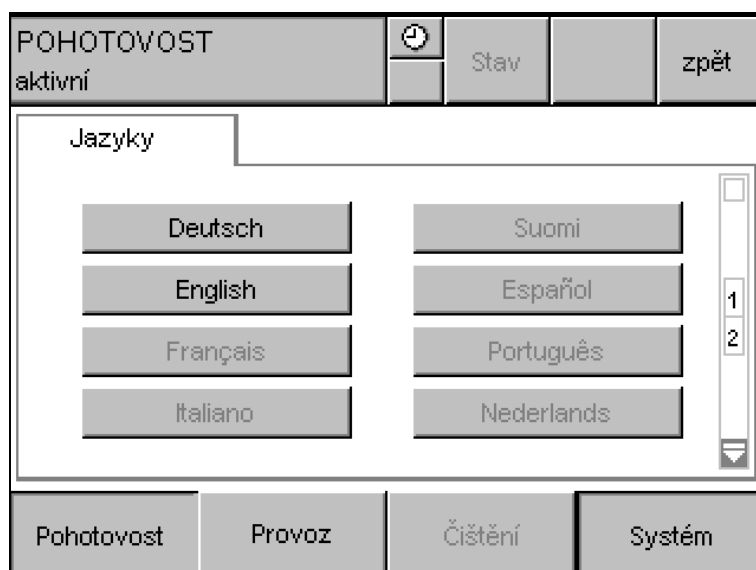 POHOTOVOST
aktivní
Stav
zpět
Jazyky
Deutsch
Suomi
English
Español
Français
Português
Italiano
Nederlands
1
2
Pohotovost
Provoz
Čištění
Systém